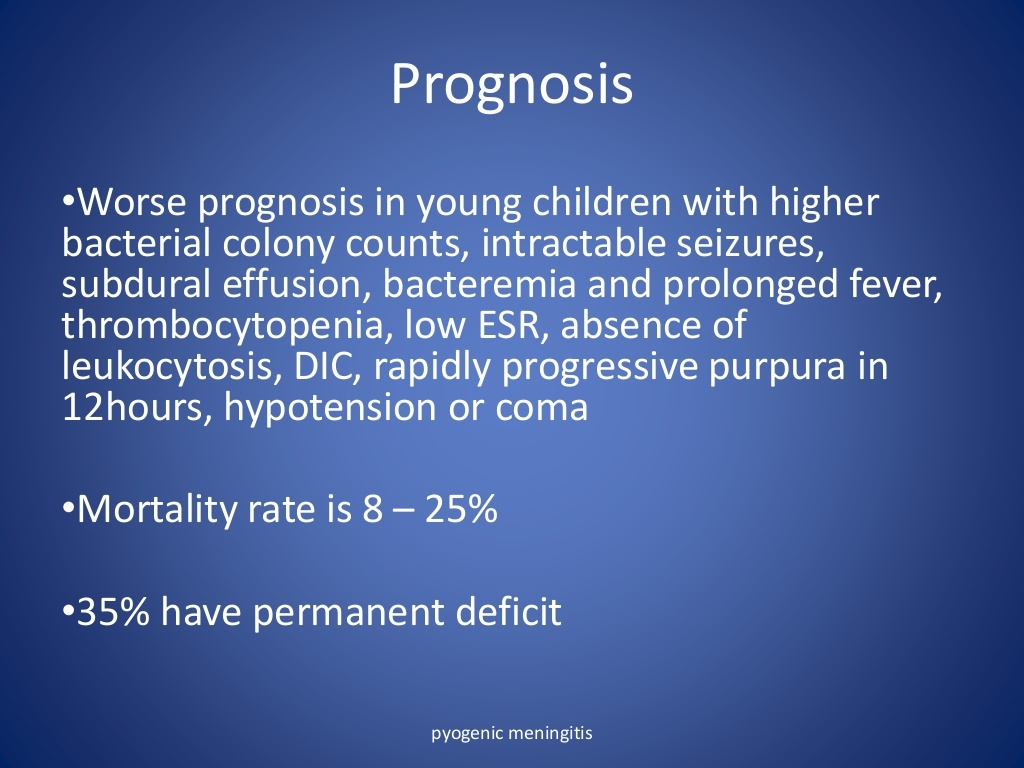 Prognosis
•Worse prognosis in young children with higher
bacterial colony counts, intractable seizures,
subdural effusion, bacteremia and prolonged fever,
thrombocytopenia, low ESR, absence of
leukocytosis, DIC, rapidly progressive purpura in
12hours, hypotension or coma
•Mortality rate is 8 – 25%
•35% have permanent deficit
pyogenic meningitis